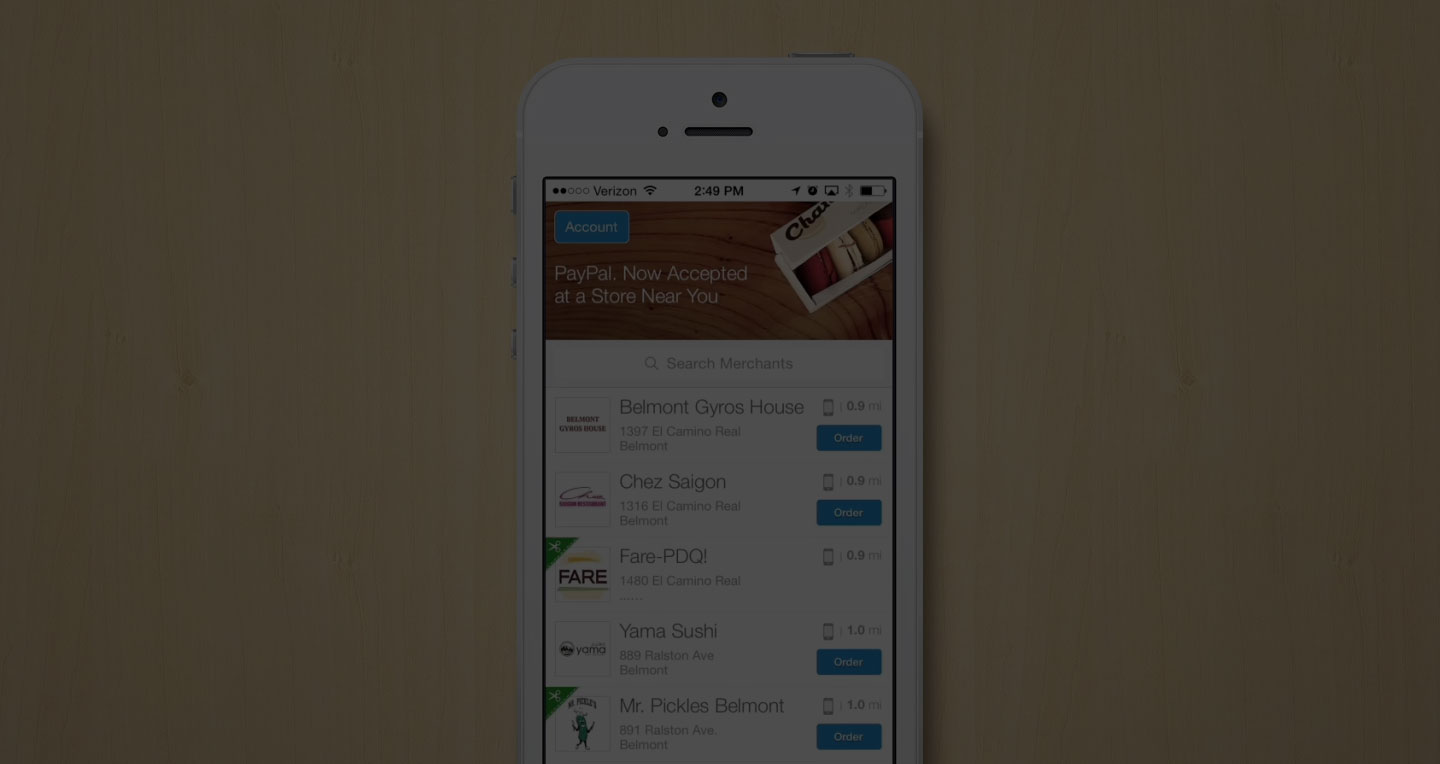 Verizon 2:49 PM
Account
PayPal. Now Accepted
at a Store Near You
Search Merchants
BELMONT
GYROS HOUSE
Belmont Gyros House
0.9 mi
1397 El Camino Real
Belmont
Order
Chez Saigon
0.9 mi
1316 El Camino Real
Belmont
Order
FARE
Fare-PDQ!
0.9 mi
1480 El Camino Real
......
yama
Yama Sushi
1.0 mi
889 Ralston Ave
Belmont
Order
MR. PICKLE'S
Mr. Pickles Belmont
1.0 mi
891 Ralston Ave.
Belmont
Order